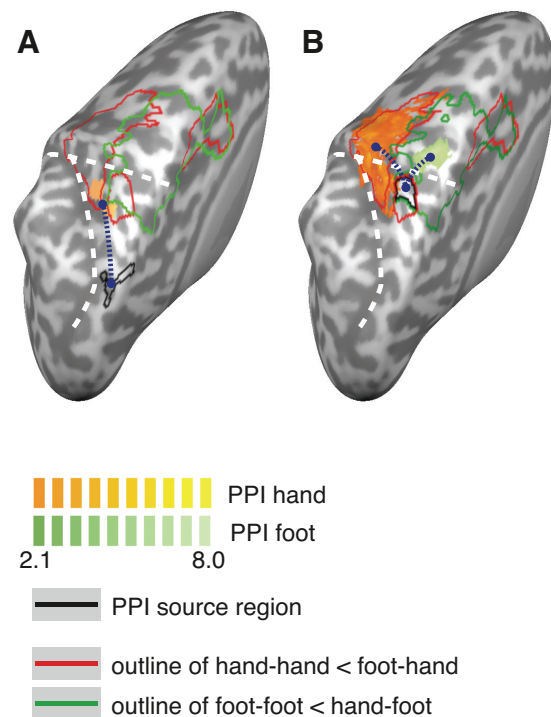 A B
PPI hand
PPI foot
2.1 8.0
PPI source region
outline of hand-hand < foot-hand
outline of foot-foot < hand-foot